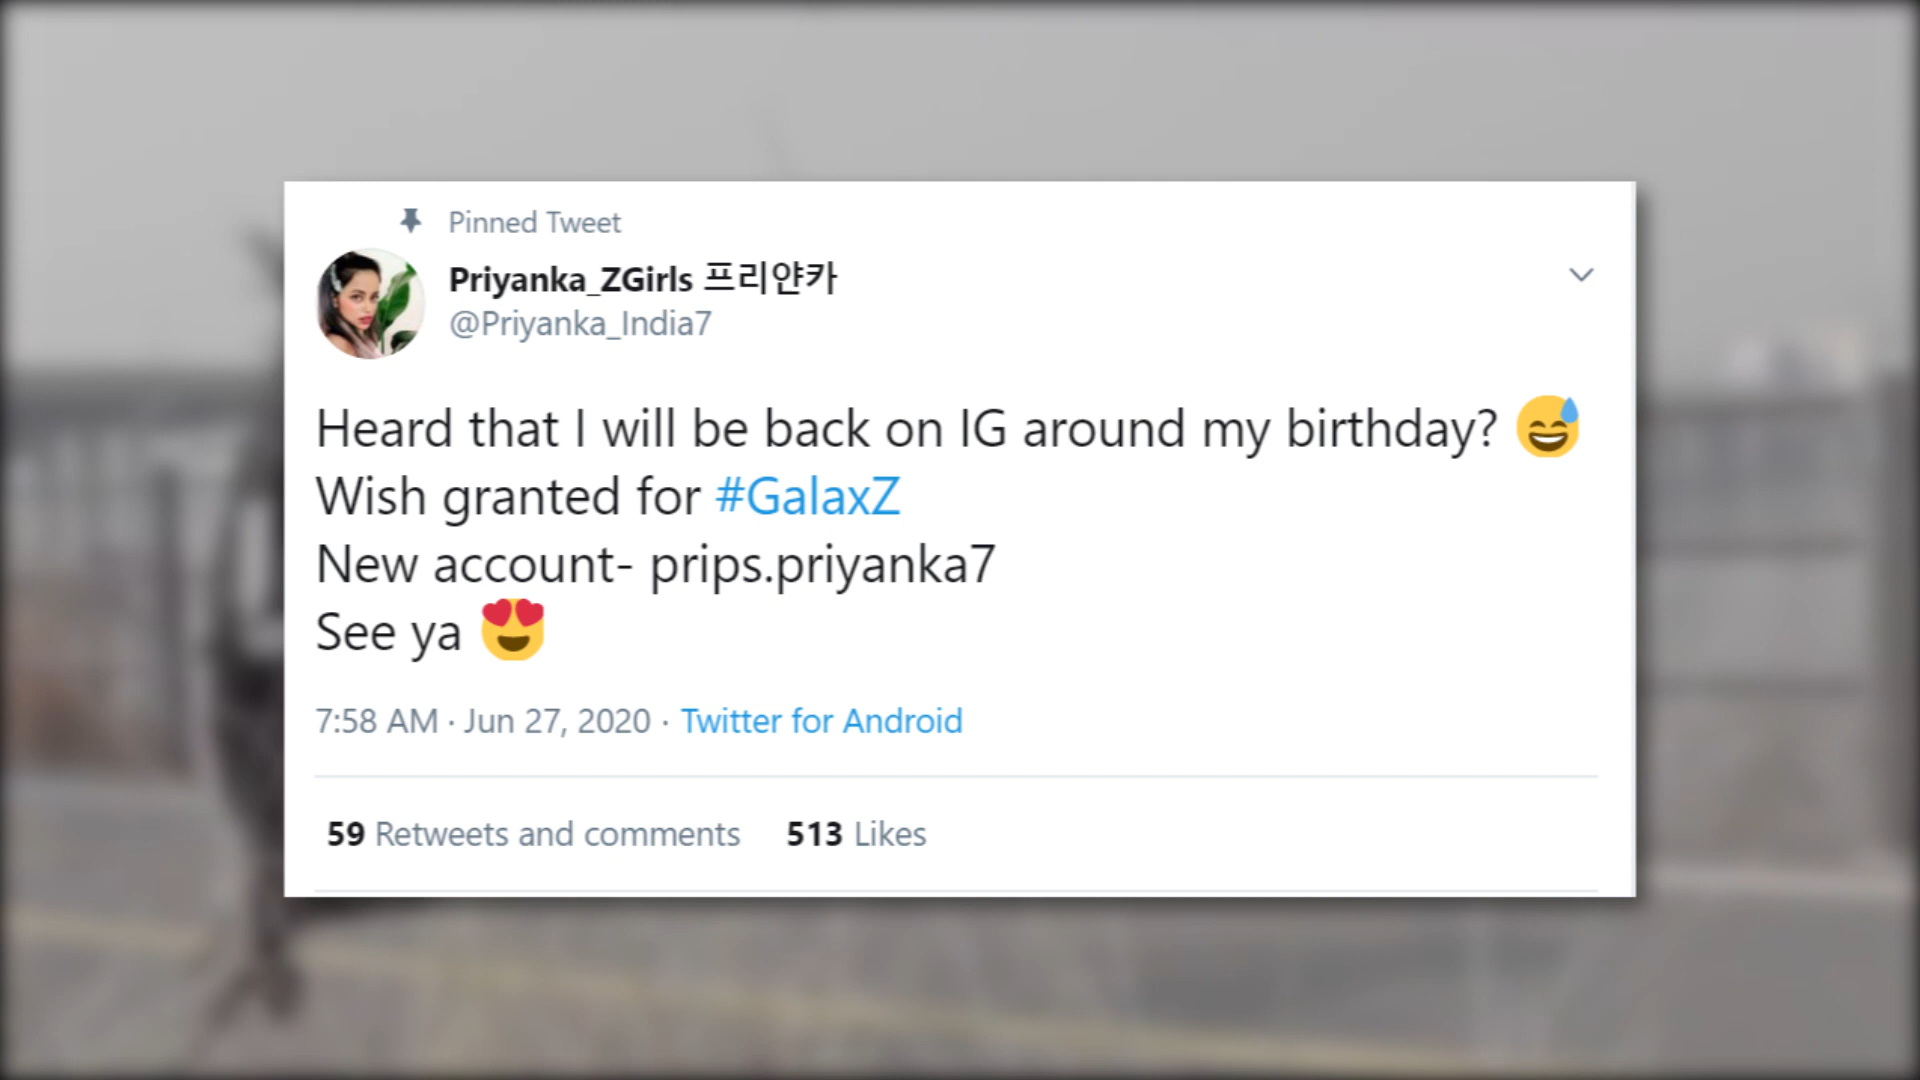 Pinned Tweet
Priyanka_ZGirls 프리얀카
@Priyanka_India7
Heard that I will be back on IG around my birthday? 😅
Wish granted for #GalaxZ
New account- prips.priyanka7
See ya 😍
7:58 AM · Jun 27, 2020 · Twitter for Android
59 Retweets and comments 513 Likes